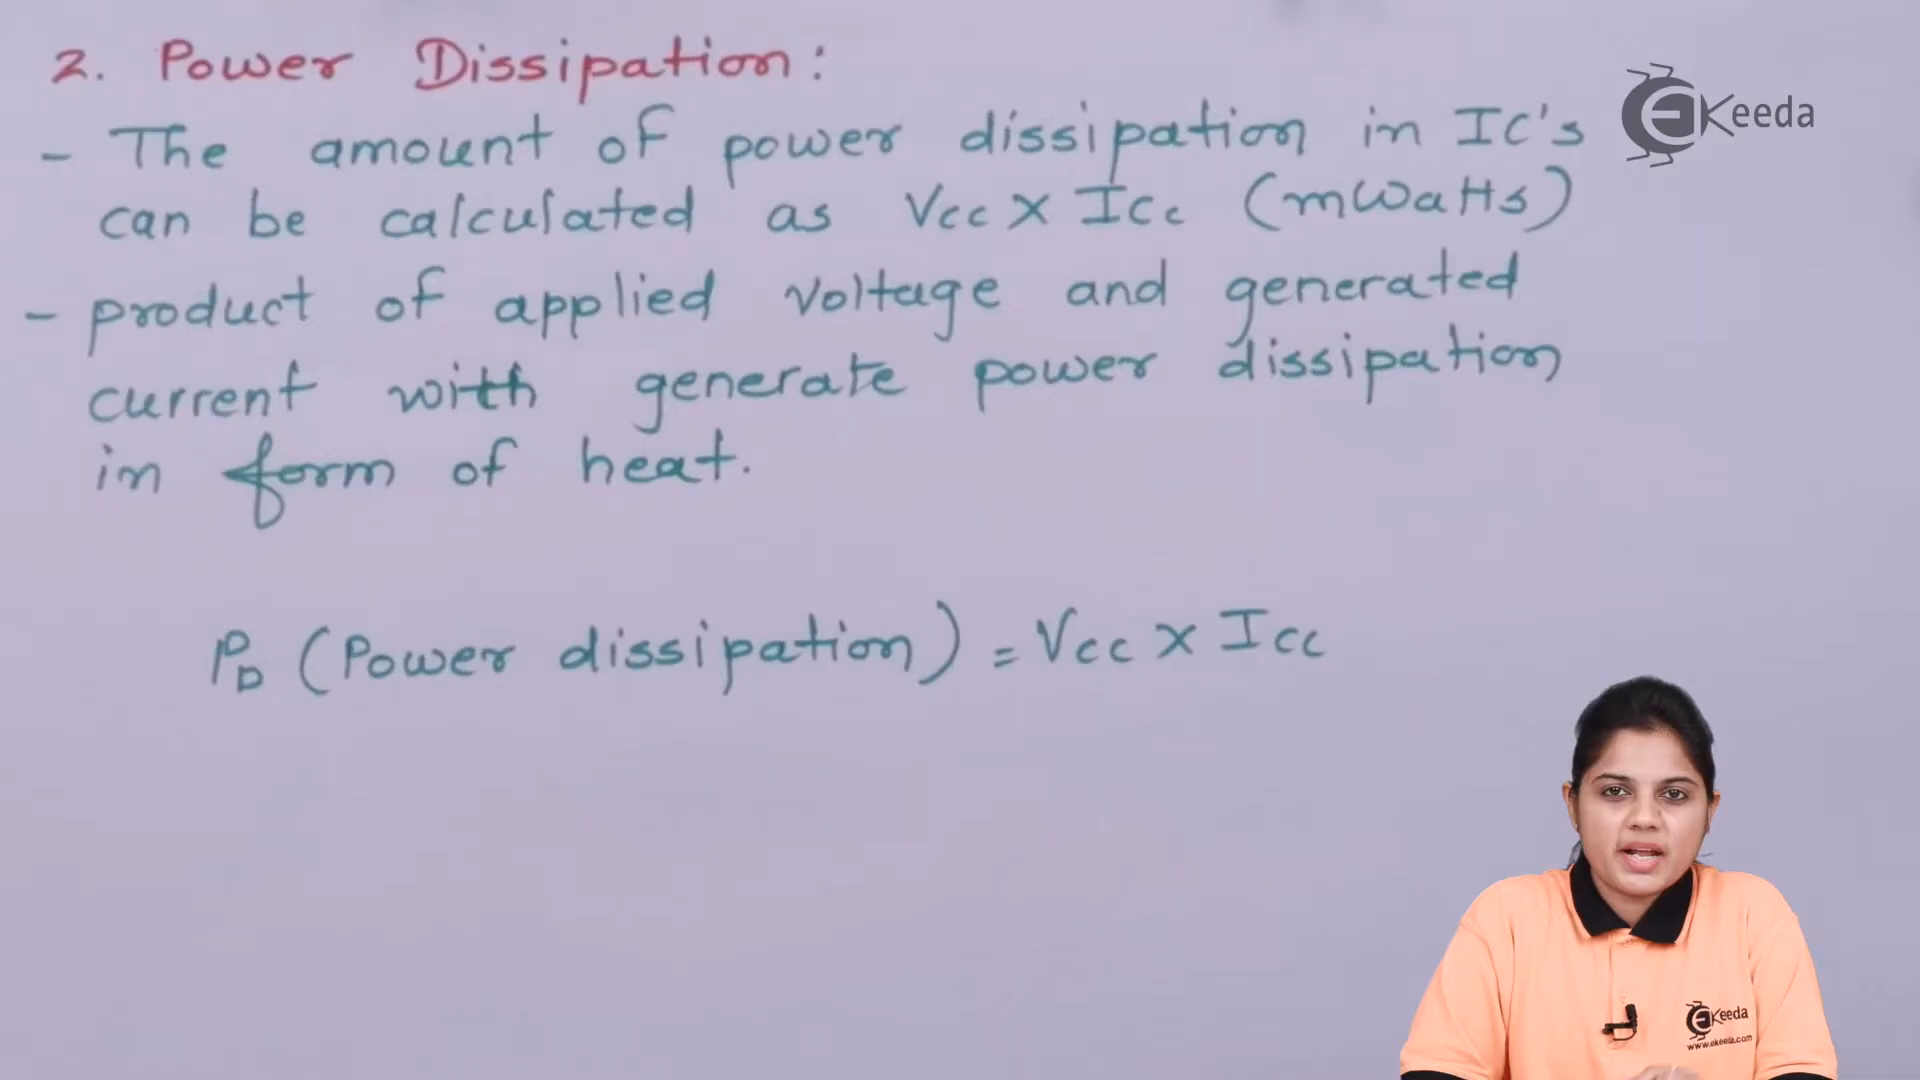 2. Power Dissipation:
- The amount of power dissipation in IC's
can be calculated as Vcc x Icc (mWatts)
- product of applied voltage and generated
current with generate power dissipation
in form of heat.
PD (Power dissipation) = Vcc x Icc
EKeeda
EKeeda
www.ekeeda.com